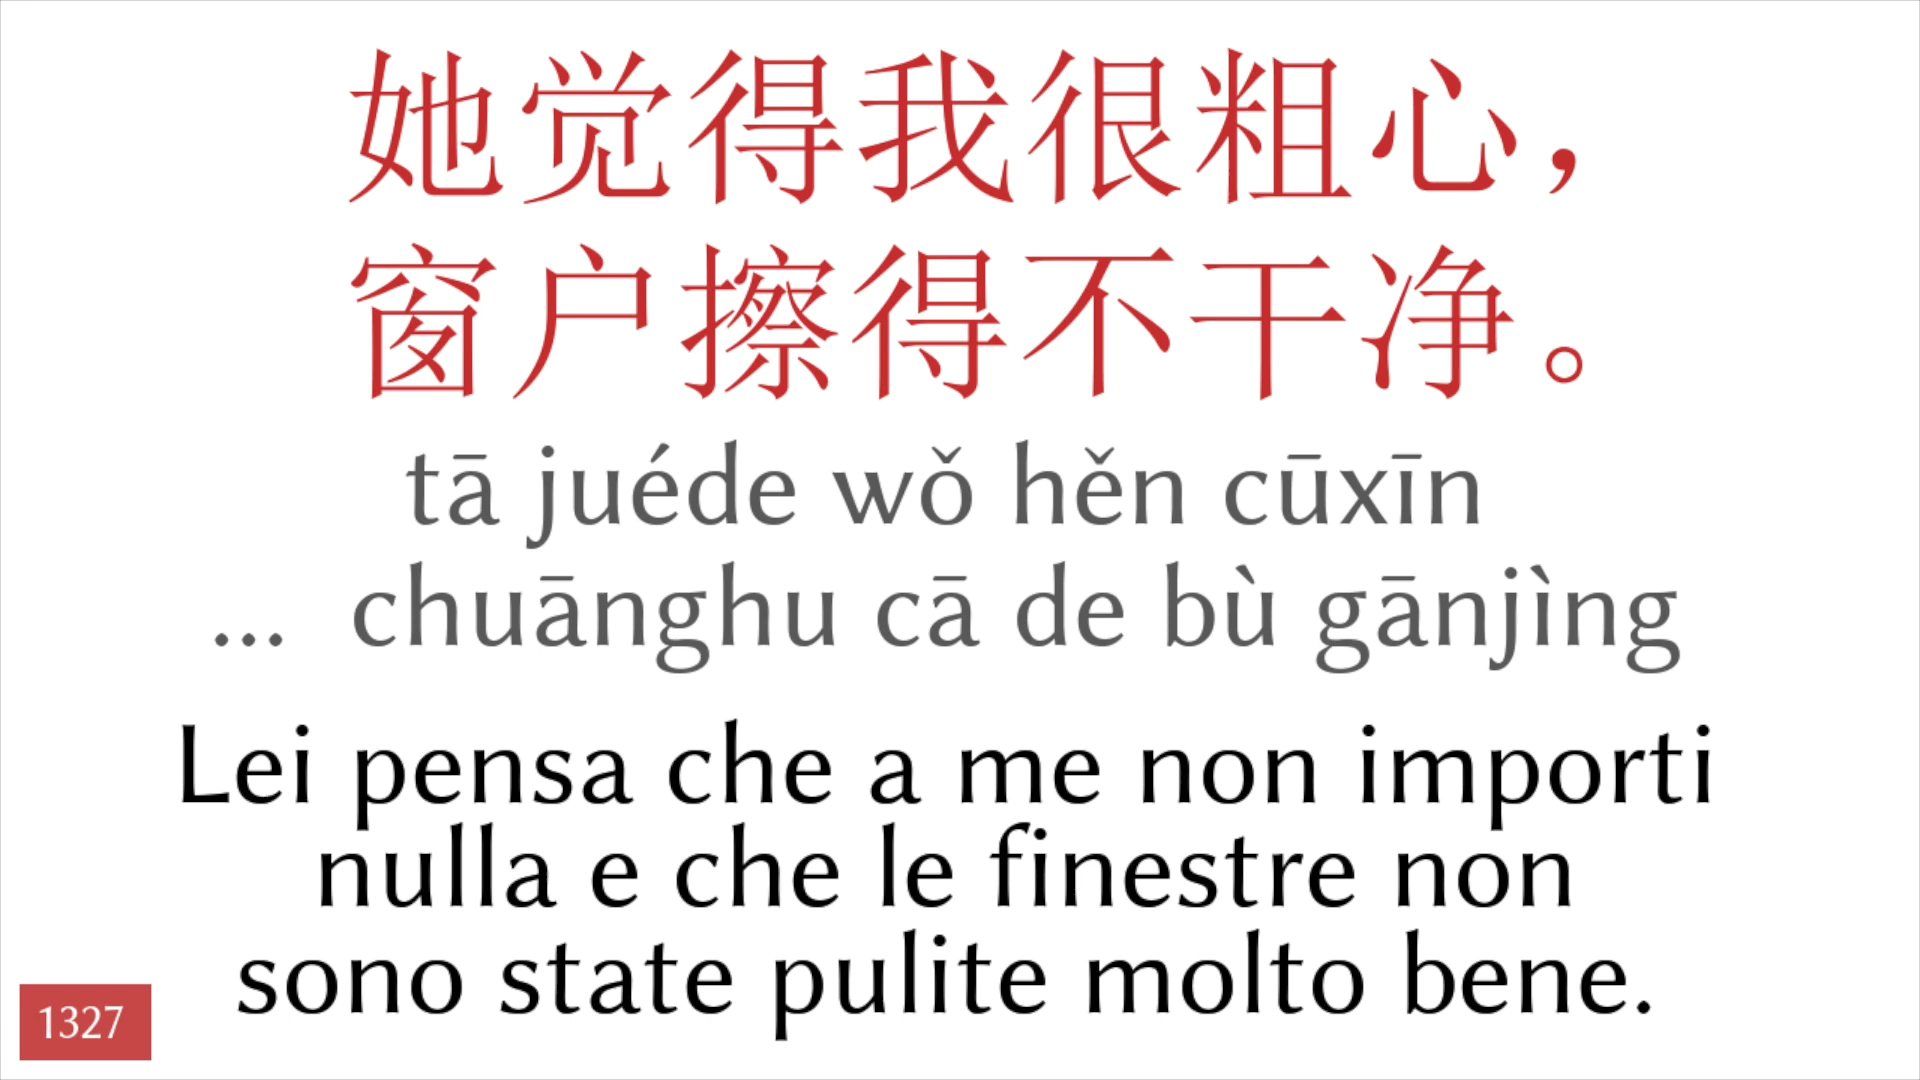 她觉得我很粗心，
窗户擦得不干净。
tā juéde wǒ hěn cūxīn
... chuānghu cā de bù gānjìng
Lei pensa che a me non importi
nulla e che le finestre non
sono state pulite molto bene.
1327